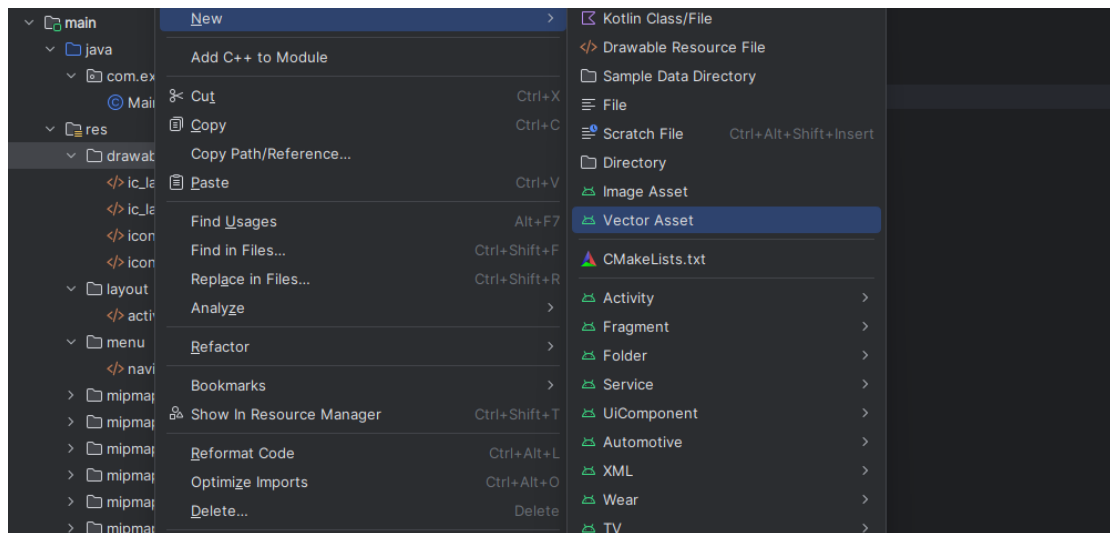 main
java
com.ex
Mai
res
drawab
ic_la
ic_la
icon
icon
layout
activ
menu
navi
mipmap
mipmap
mipmap
mipmap
mipmap
mipmap
New
Add C++ to Module
Cut Ctrl+X
Copy Ctrl+C
Copy Path/Reference...
Paste Ctrl+V
Find Usages Alt+F7
Find in Files... Ctrl+Shift+F
Replace in Files... Ctrl+Shift+R
Analyze
Refactor
Bookmarks
Show In Resource Manager Ctrl+Shift+T
Reformat Code Ctrl+Alt+L
Optimize Imports Ctrl+Alt+O
Delete... Delete
Kotlin Class/File
Drawable Resource File
Sample Data Directory
File
Scratch File Ctrl+Alt+Shift+Insert
Directory
Image Asset
Vector Asset
CMakeLists.txt
Activity
Fragment
Folder
Service
UiComponent
Automotive
XML
Wear
TV